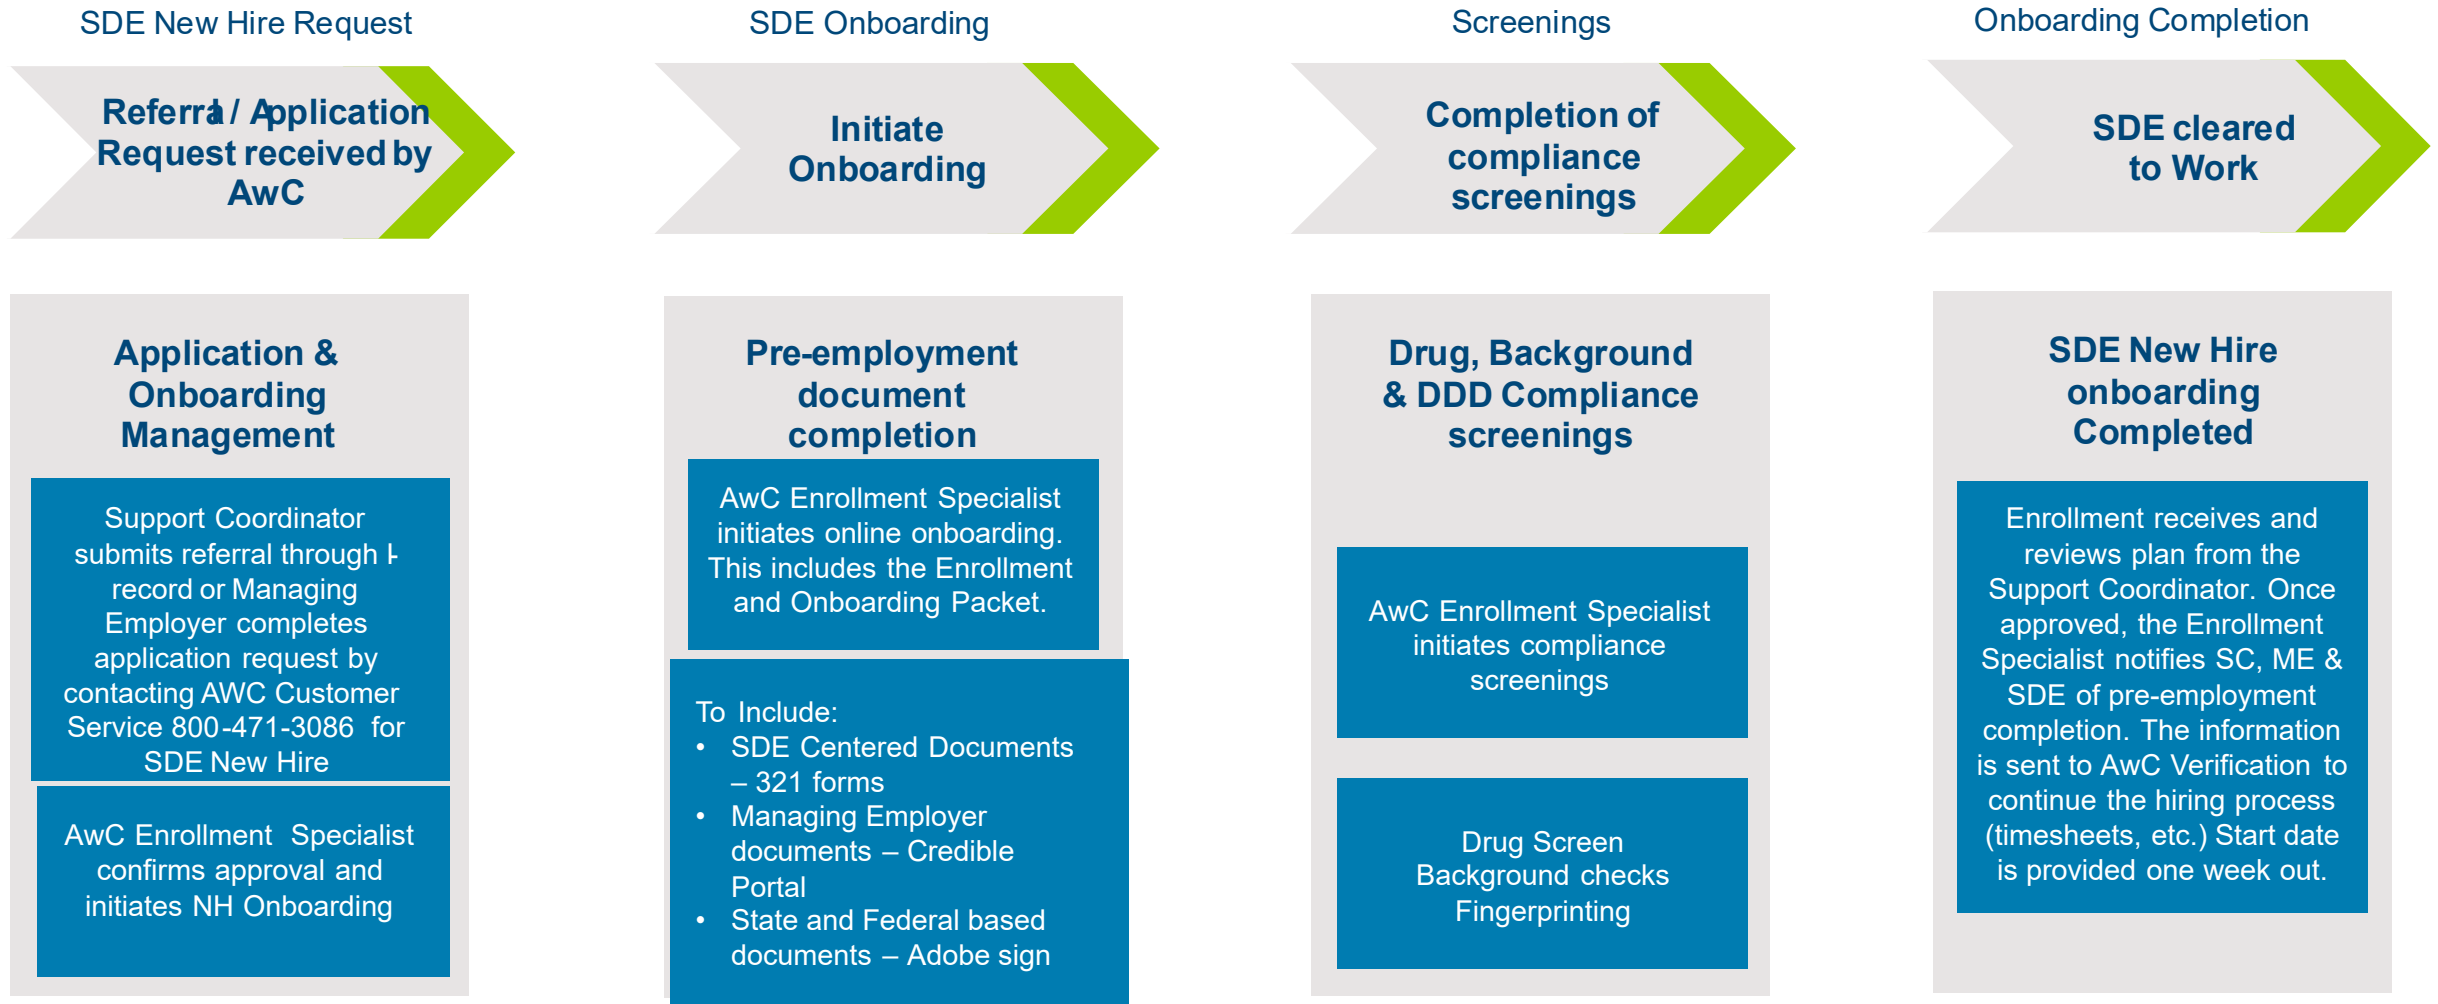 SDE New Hire Request
Referral / Application
Request received by
AwC
Application &
Onboarding
Management
Support Coordinator
submits referral through I-
record or Managing
Employer completes
application request by
contacting AWC Customer
Service 800-471-3086 for
SDE New Hire
AwC Enrollment Specialist
confirms approval and
initiates NH Onboarding
SDE Onboarding
Initiate
Onboarding
Pre-employment
document
completion
AwC Enrollment Specialist
initiates online onboarding.
This includes the Enrollment
and Onboarding Packet.
To Include:
• SDE Centered Documents
– 321 forms
• Managing Employer
documents – Credible
Portal
• State and Federal based
documents – Adobe sign
Screenings
Completion of
compliance
screenings
Drug, Background
& DDD Compliance
screenings
AwC Enrollment Specialist
initiates compliance
screenings
Drug Screen
Background checks
Fingerprinting
Onboarding Completion
SDE cleared
to Work
SDE New Hire
onboarding
Completed
Enrollment receives and
reviews plan from the
Support Coordinator. Once
approved, the Enrollment
Specialist notifies SC, ME &
SDE of pre-employment
completion. The information
is sent to AwC Verification to
continue the hiring process
(timesheets, etc.) Start date
is provided one week out.